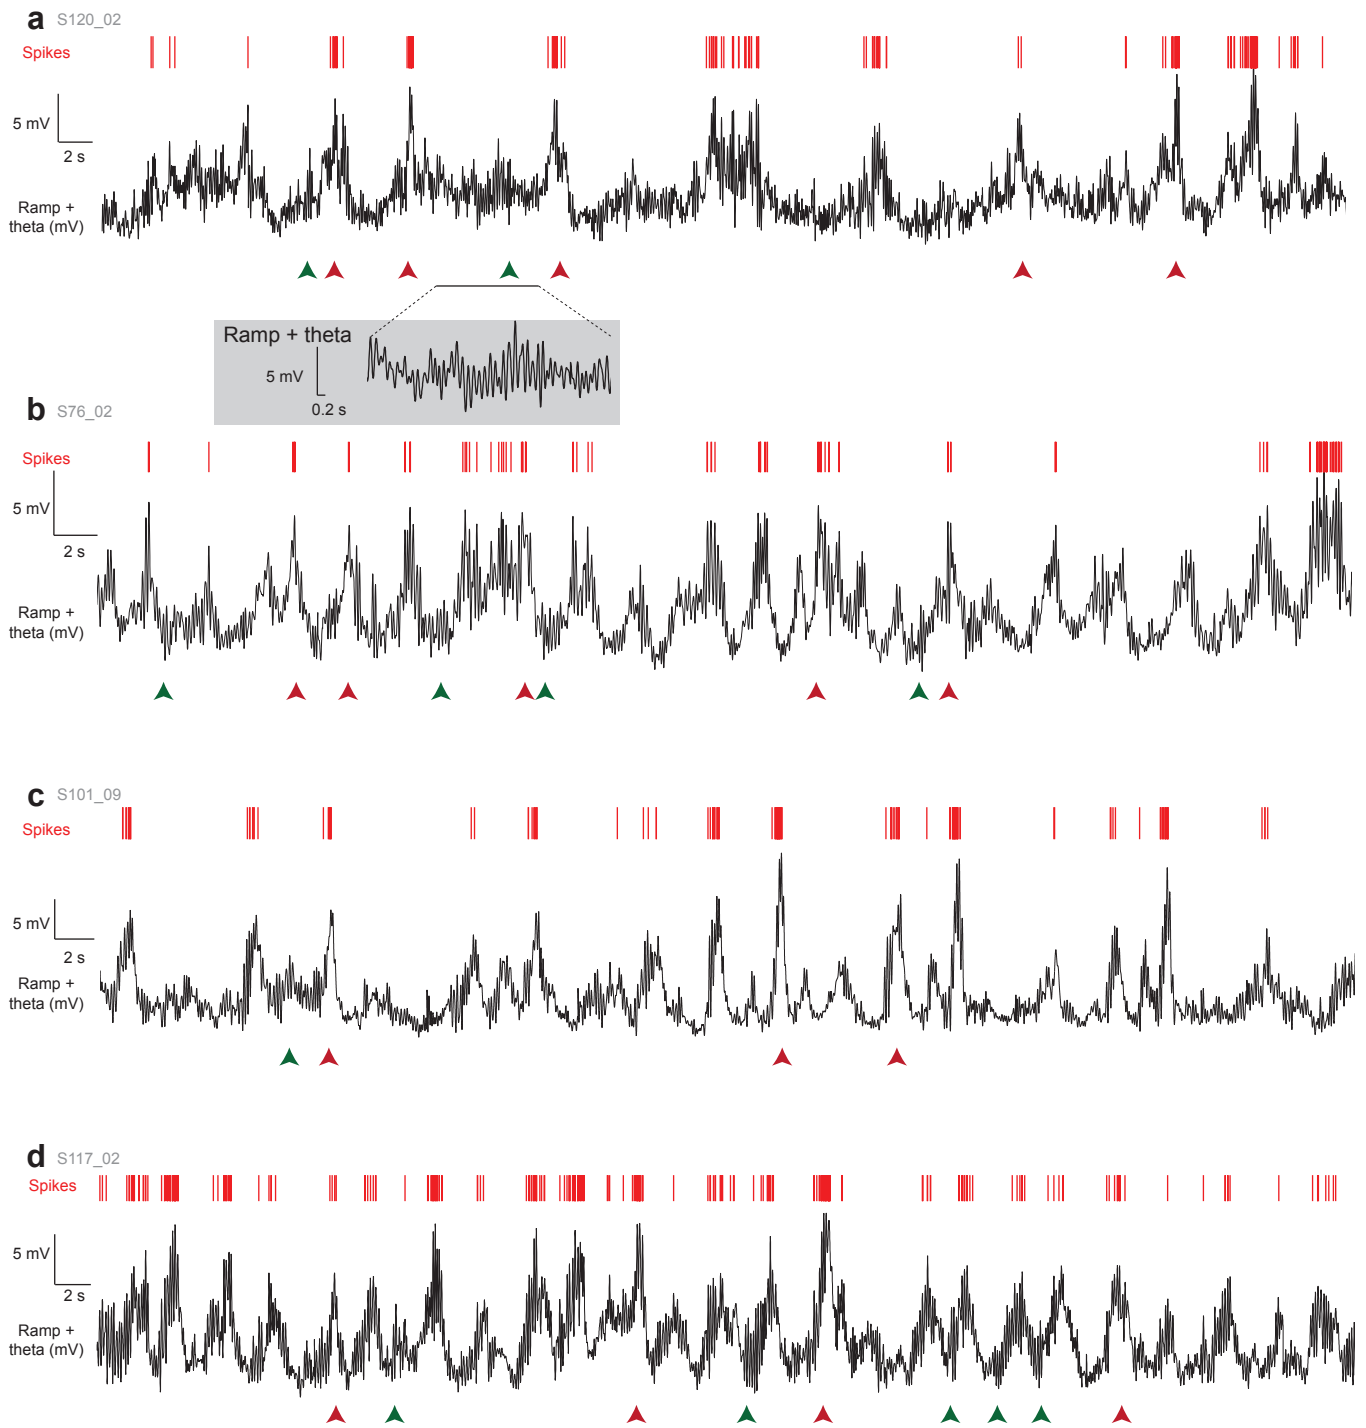 a S120_02
Spikes
5 mV
2 s
Ramp +
theta (mV)
Ramp + theta
5 mV
0.2 s
b S76_02
Spikes
5 mV
2 s
Ramp +
theta (mV)
c S101_09
Spikes
5 mV
2 s
Ramp +
theta (mV)
d S117_02
Spikes
5 mV
2 s
Ramp +
theta (mV)